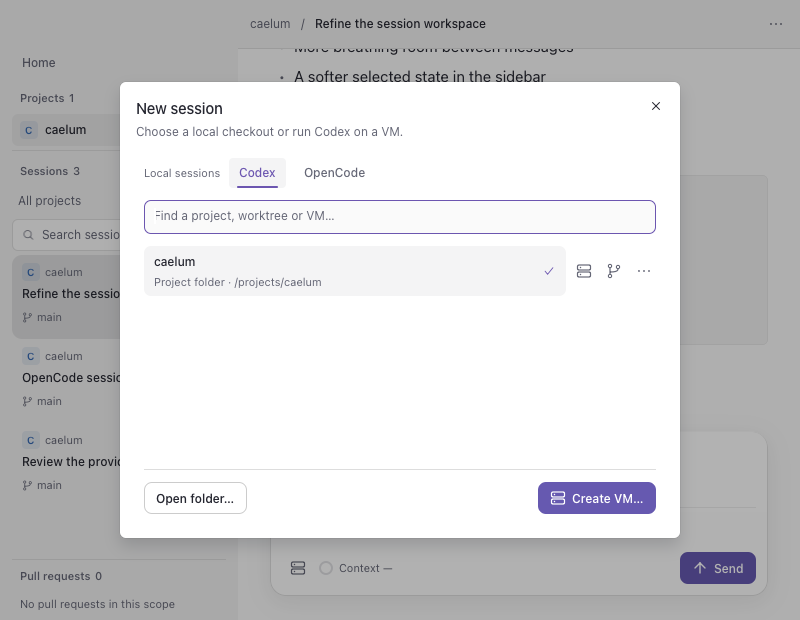 caelum / Refine the session workspace
Home
Projects 1
C caelum
Sessions 3
All projects
Search sessio
C caelum
Refine the sessio
main
C caelum
OpenCode sessio
main
C caelum
Review the provid
main
Pull requests 0
No pull requests in this scope
More breathing room between messages
• A softer selected state in the sidebar
New session
Choose a local checkout or run Codex on a VM.
Local sessions Codex OpenCode
Find a project, worktree or VM...
caelum
Project folder · /projects/caelum
Open folder...
Create VM...
Context —
Send